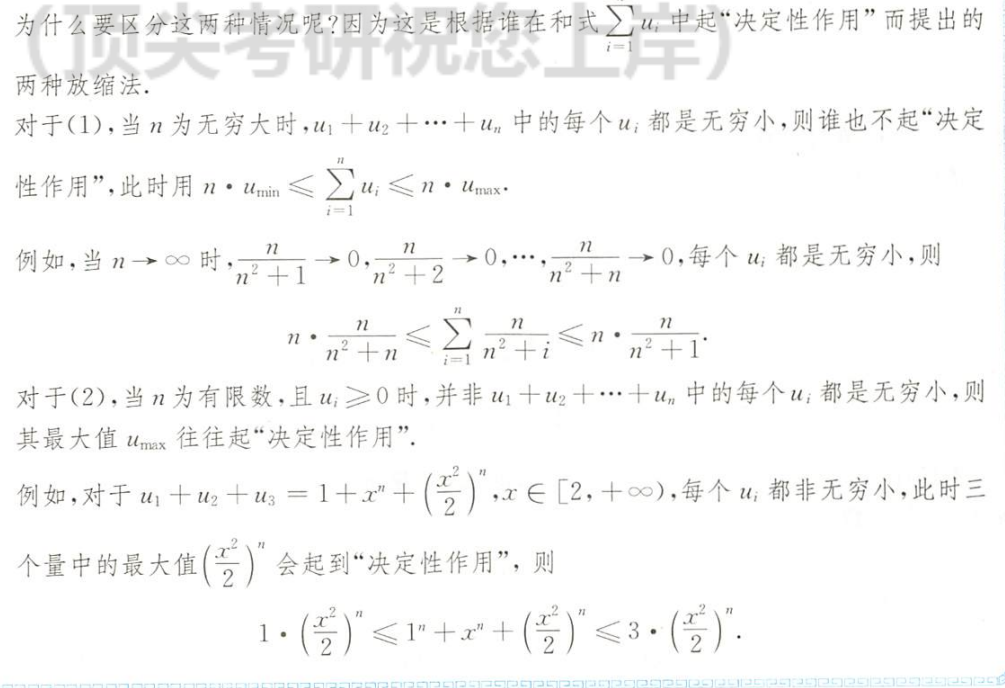 (顶尖考研祝您上岸)
为什么要区分这两种情况呢?因为这是根据谁在和式 $\sum_{i=1}^{n} u_i$ 中起“决定性作用”而提出的
两种放缩法.
对于(1),当 n 为无穷大时,$u_1+u_2+\cdots+u_n$ 中的每个 $u_i$ 都是无穷小,则谁也不起“决定
性作用”,此时用 $n\cdot u_{\min} \leqslant \sum_{i=1}^{n} u_i \leqslant n\cdot u_{\max}$.
例如,当 $n\to\infty$ 时,$\frac{n}{n^2+1}\to 0,\frac{n}{n^2+2}\to 0,\cdots,\frac{n}{n^2+n}\to 0$,每个 $u_i$ 都是无穷小,则
$n\cdot\frac{n}{n^2+n} \leqslant \sum_{i=1}^{n}\frac{n}{n^2+i} \leqslant n\cdot\frac{n}{n^2+1}$.
对于(2),当 n 为有限数,且 $u_i\geqslant 0$ 时,并非 $u_1+u_2+\cdots+u_n$ 中的每个 $u_i$ 都是无穷小,则
其最大值 $u_{\max}$ 往往起“决定性作用”.
例如,对于 $u_1+u_2+u_3=1+x^n+\left(\frac{x^2}{2}\right)^n,x\in[2,+\infty)$,每个 $u_i$ 都非无穷小,此时三
个量中的最大值 $\left(\frac{x^2}{2}\right)^n$ 会起到“决定性作用”, 则
$1\cdot\left(\frac{x^2}{2}\right)^n \leqslant 1^n+x^n+\left(\frac{x^2}{2}\right)^n \leqslant 3\cdot\left(\frac{x^2}{2}\right)^n$.